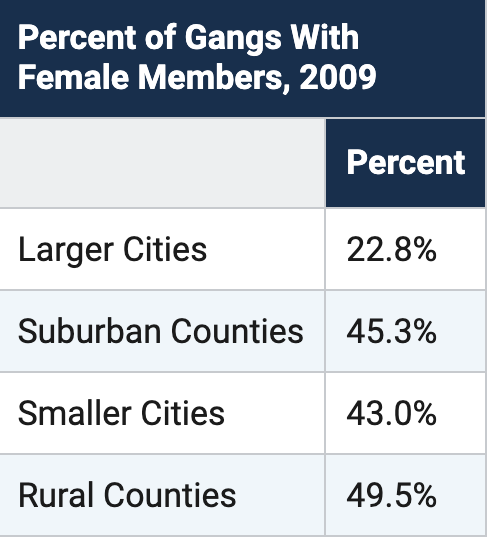 Percent of Gangs With
Female Members, 2009
Percent
Larger Cities 22.8%
Suburban Counties 45.3%
Smaller Cities 43.0%
Rural Counties 49.5%